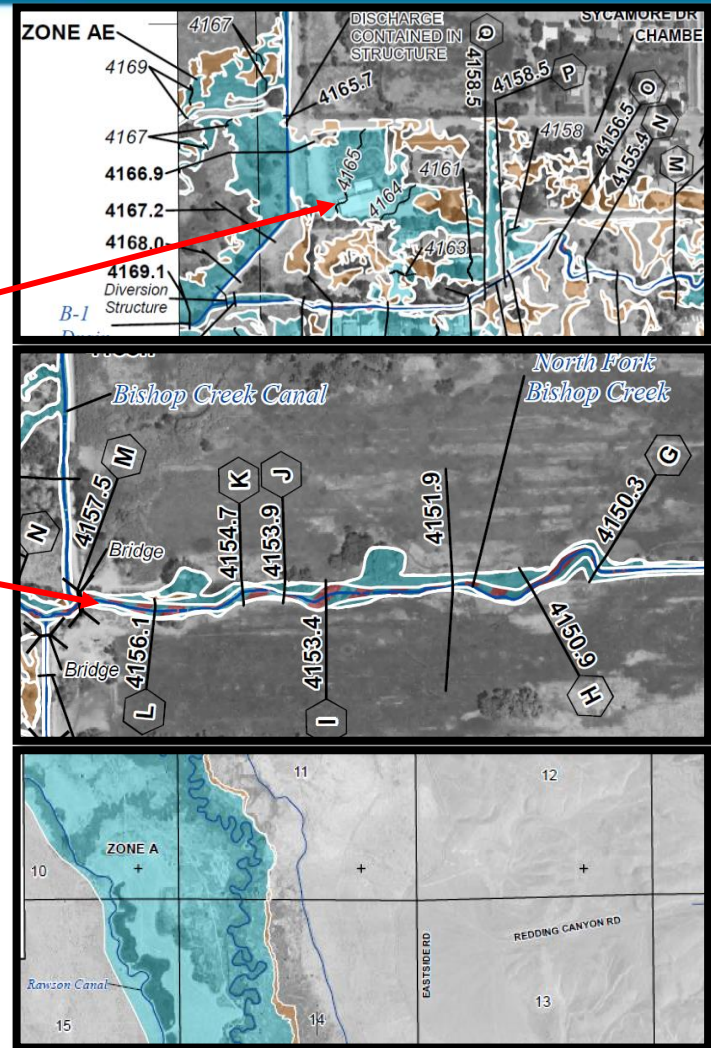 ZONE AE
4167
DISCHARGE
CONTAINED IN
STRUCTURE
Q
SYCAMORE DR
CHAMBE
4169
4165.7
4158.5
4158.5
P
4156.5
O
4155.4
N
M
4167
4158
4166.9
4165
4164
4161
4167.2
4168.0
4163
4169.1
Diversion
Structure
B-1
Bishop Creek Canal
North Fork
Bishop Creek
N
4157.5
M
Bridge
4154.7
K
4153.9
J
4151.9
4150.3
G
4156.1
L
Bridge
4153.4
I
4150.9
H
11
12
10
ZONE A
EASTSIDE RD
REDDING CANYON RD
Rawson Canal
15
14
13